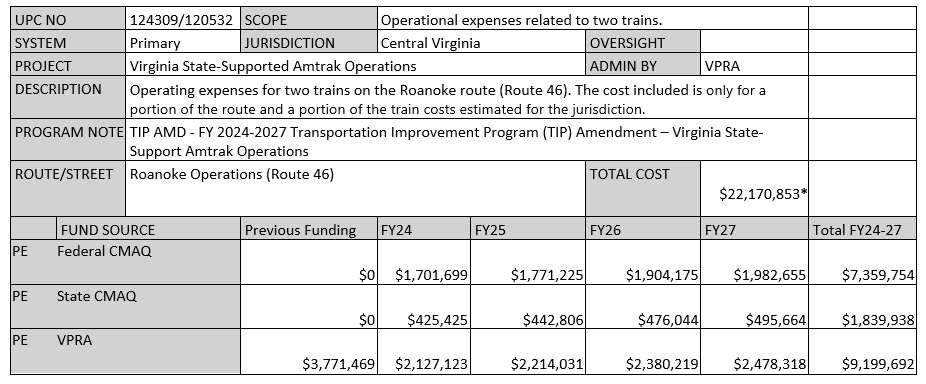 UPC NO 124309/120532 SCOPE Operational expenses related to two trains.
SYSTEM Primary JURISDICTION Central Virginia OVERSIGHT
PROJECT Virginia State-Supported Amtrak Operations ADMIN BY VPRA
DESCRIPTION Operating expenses for two trains on the Roanoke route (Route 46). The cost included is only for a
portion of the route and a portion of the train costs estimated for the jurisdiction.
PROGRAM NOTE TIP AMD - FY 2024-2027 Transportation Improvement Program (TIP) Amendment – Virginia State-
Support Amtrak Operations
ROUTE/STREET Roanoke Operations (Route 46) TOTAL COST
$22,170,853*
FUND SOURCE Previous Funding FY24 FY25 FY26 FY27 Total FY24-27
PE Federal CMAQ
$0 $1,701,699 $1,771,225 $1,904,175 $1,982,655 $7,359,754
PE State CMAQ
$0 $425,425 $442,806 $476,044 $495,664 $1,839,938
PE VPRA
$3,771,469 $2,127,123 $2,214,031 $2,380,219 $2,478,318 $9,199,692